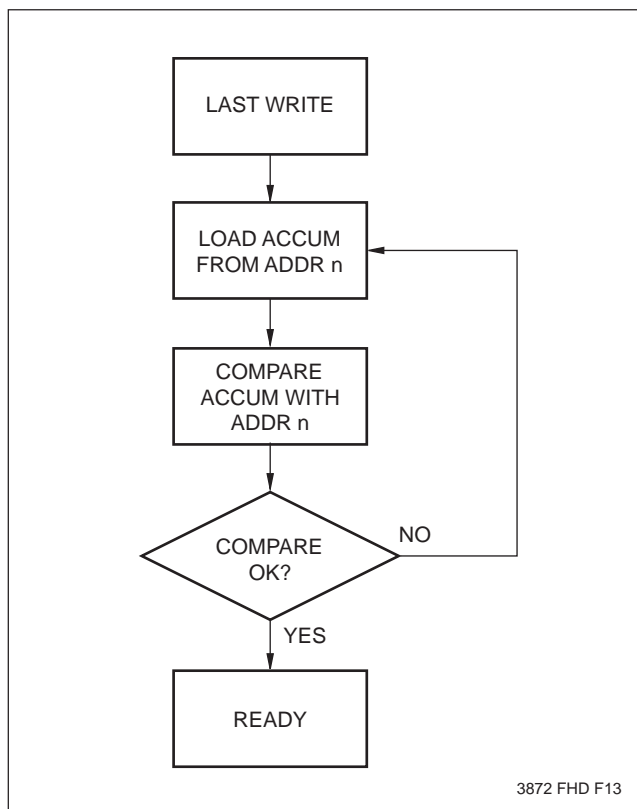 LAST WRITE
LOAD ACCUM
FROM ADDR n
COMPARE
ACCUM WITH
ADDR n
COMPARE
OK?
NO
YES
READY
3872 FHD F13